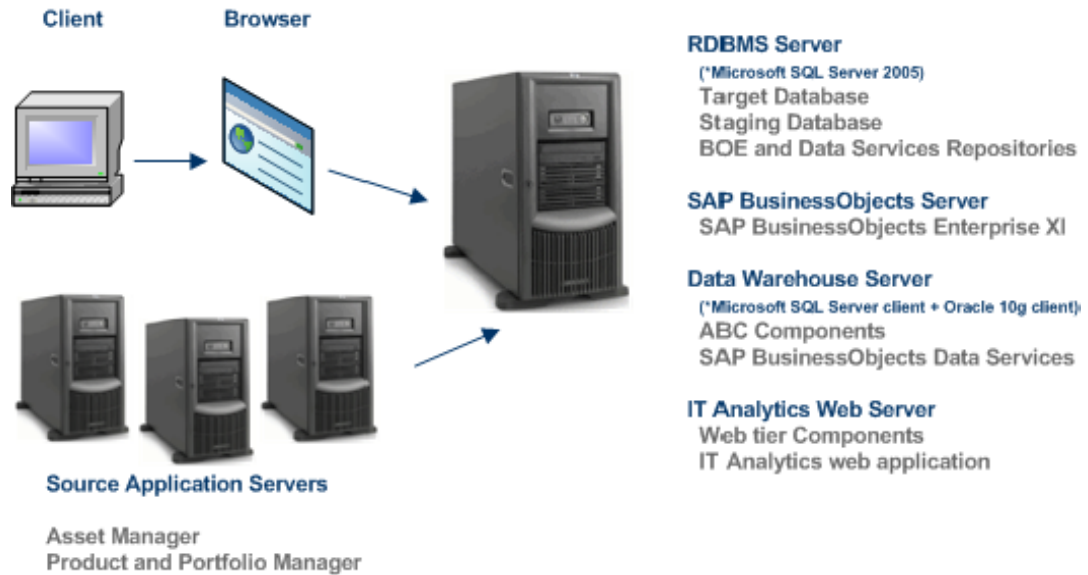 Client
Browser
RDBMS Server
(*Microsoft SQL Server 2005)
Target Database
Staging Database
BOE and Data Services Repositories
SAP BusinessObjects Server
SAP BusinessObjects Enterprise XI
Data Warehouse Server
(*Microsoft SQL Server client + Oracle 10g client)
ABC Components
SAP BusinessObjects Data Services
IT Analytics Web Server
Web tier Components
IT Analytics web application
Source Application Servers
Asset Manager
Product and Portfolio Manager